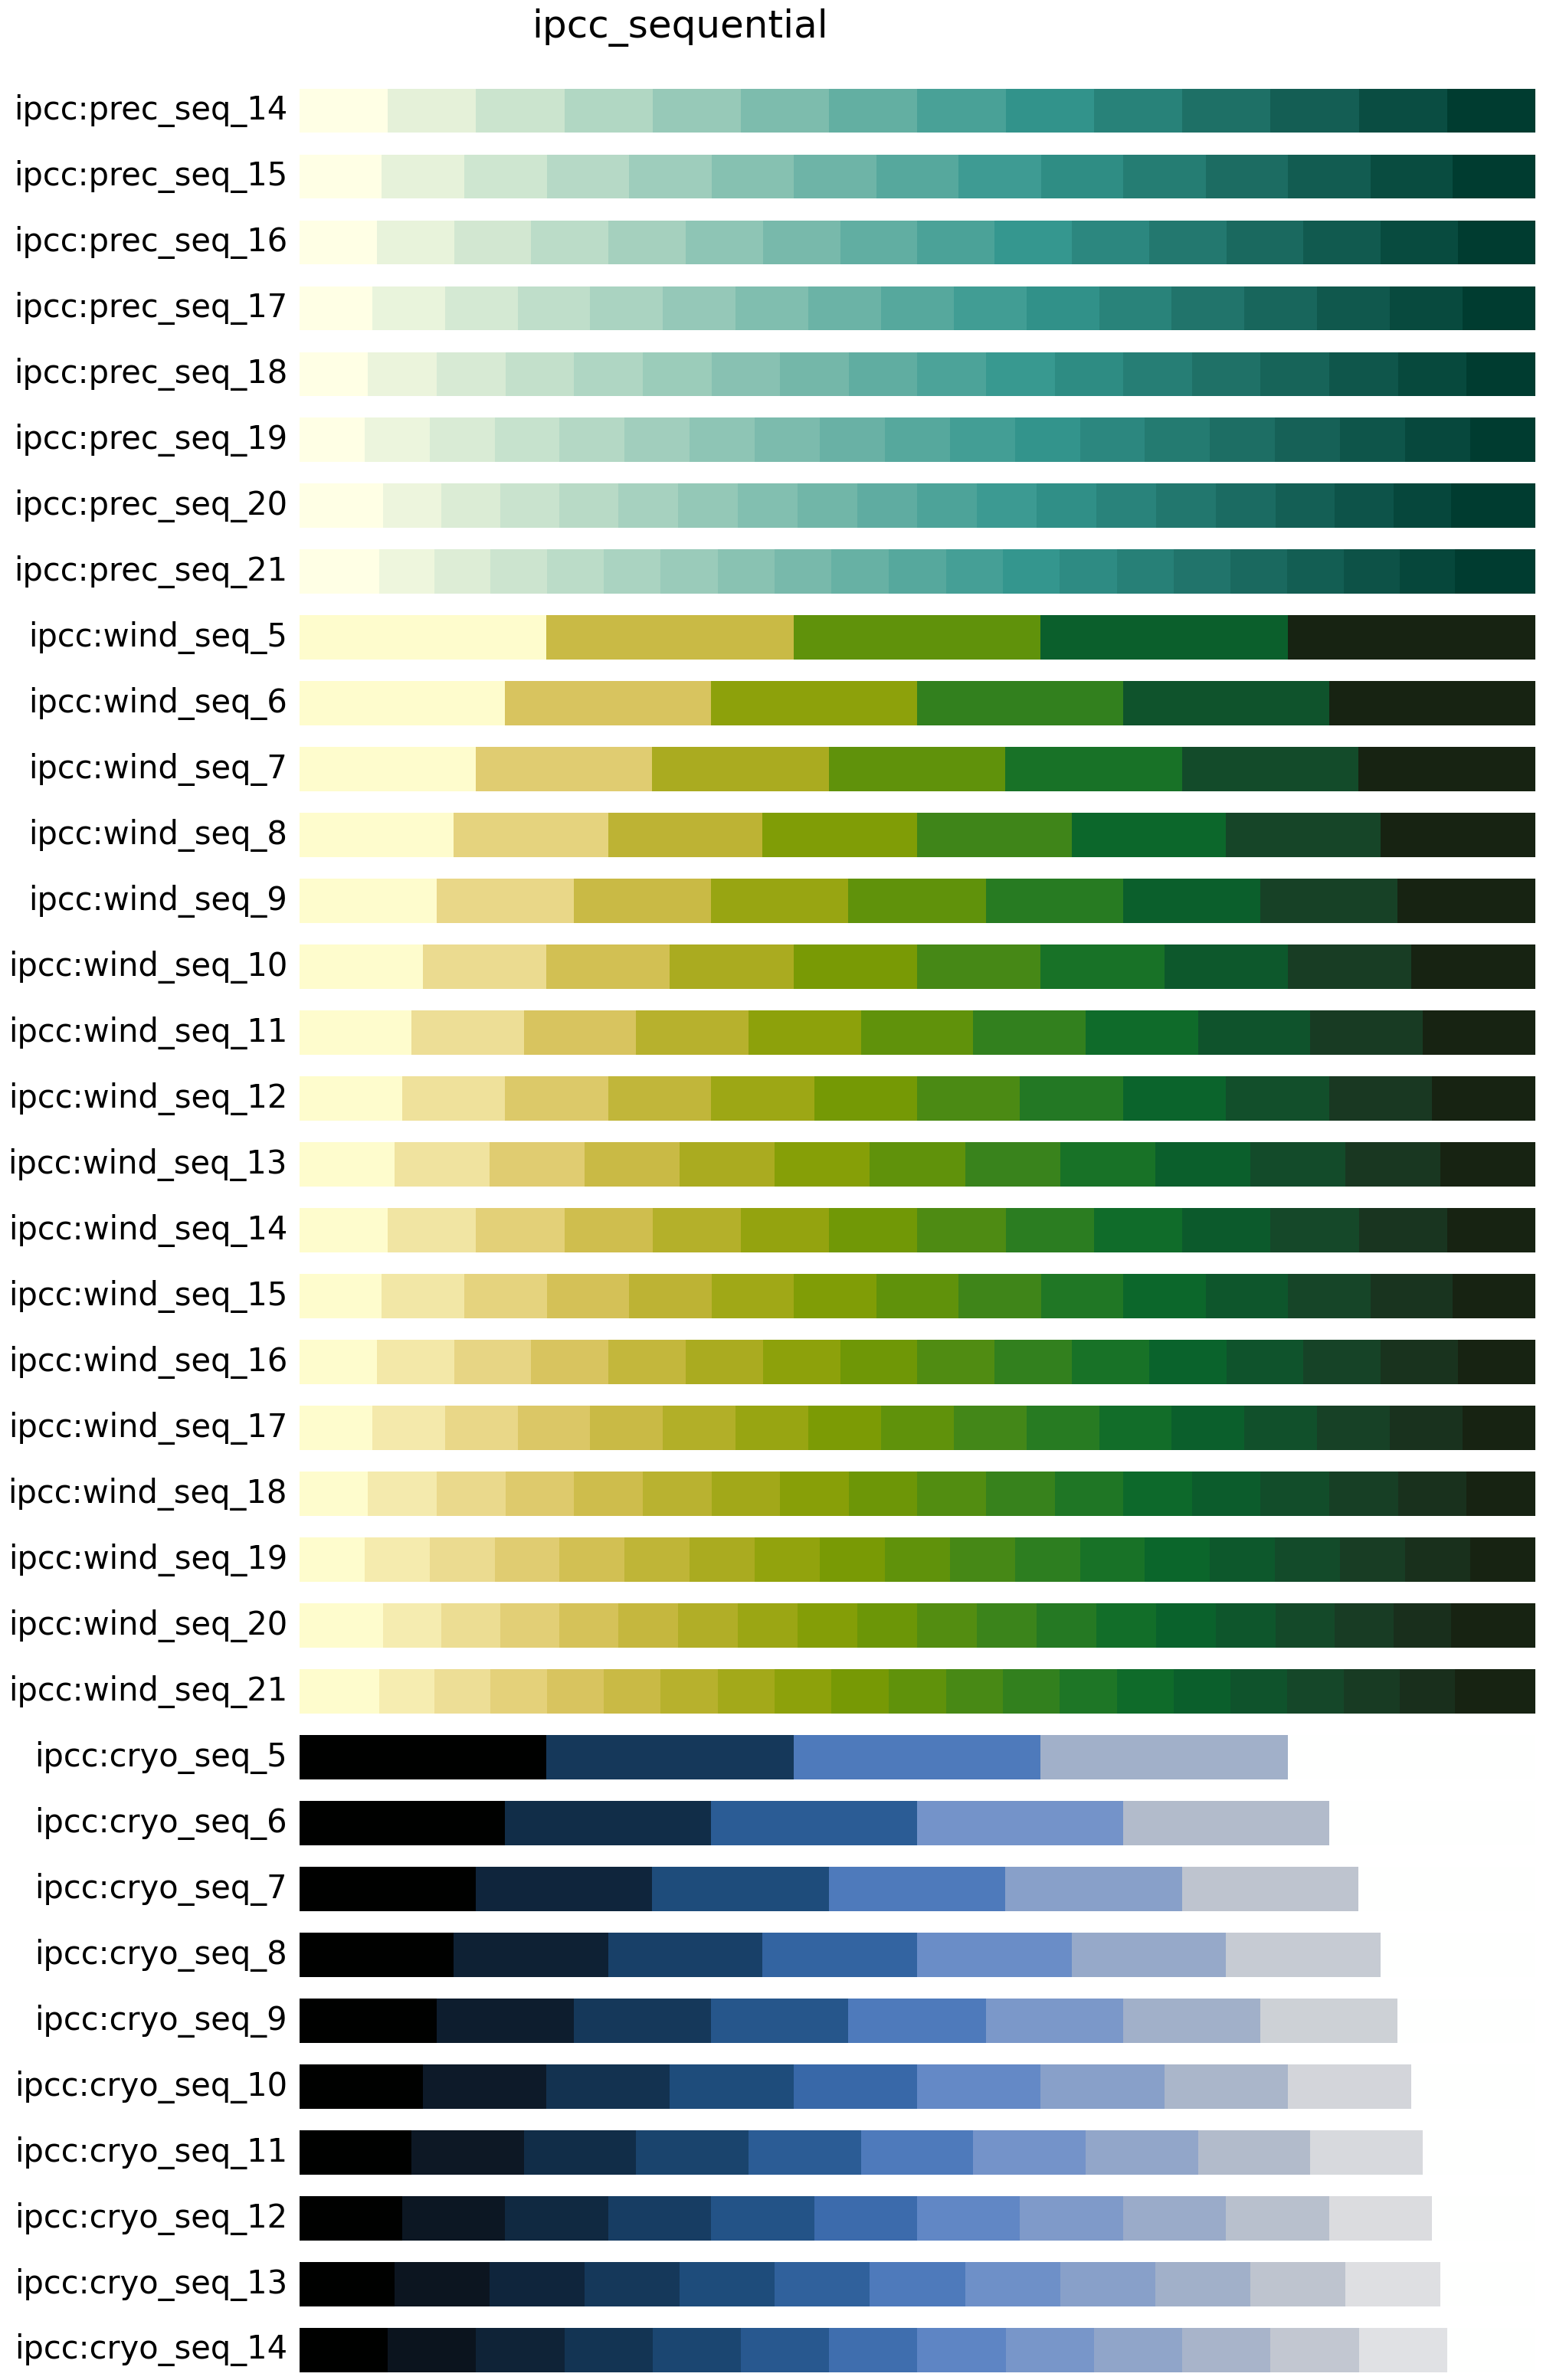 ipcc_sequential
ipcc:prec_seq_14
ipcc:prec_seq_15
ipcc:prec_seq_16
ipcc:prec_seq_17
ipcc:prec_seq_18
ipcc:prec_seq_19
ipcc:prec_seq_20
ipcc:prec_seq_21
ipcc:wind_seq_5
ipcc:wind_seq_6
ipcc:wind_seq_7
ipcc:wind_seq_8
ipcc:wind_seq_9
ipcc:wind_seq_10
ipcc:wind_seq_11
ipcc:wind_seq_12
ipcc:wind_seq_13
ipcc:wind_seq_14
ipcc:wind_seq_15
ipcc:wind_seq_16
ipcc:wind_seq_17
ipcc:wind_seq_18
ipcc:wind_seq_19
ipcc:wind_seq_20
ipcc:wind_seq_21
ipcc:cryo_seq_5
ipcc:cryo_seq_6
ipcc:cryo_seq_7
ipcc:cryo_seq_8
ipcc:cryo_seq_9
ipcc:cryo_seq_10
ipcc:cryo_seq_11
ipcc:cryo_seq_12
ipcc:cryo_seq_13
ipcc:cryo_seq_14